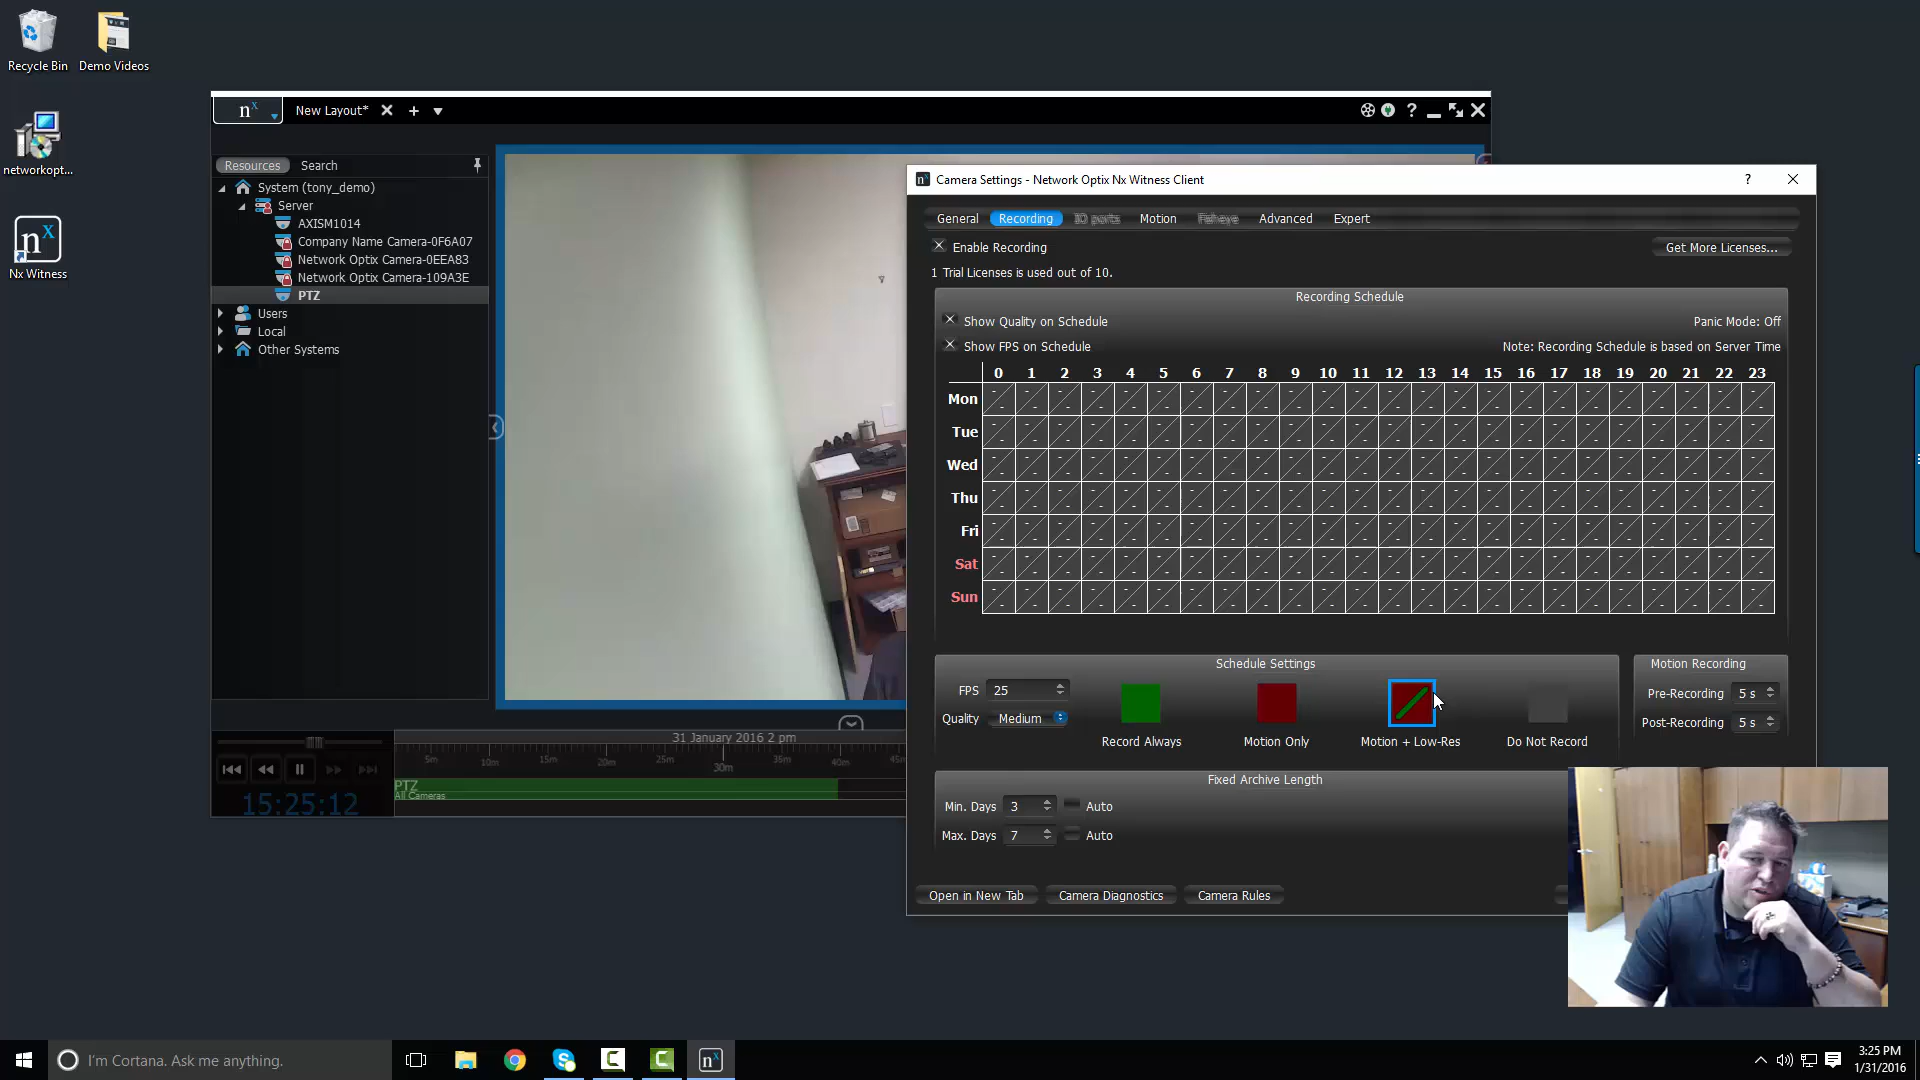 Recycle Bin
Demo Videos
networkopt...
nx
Nx Witness
nx
New Layout*
?
Resources
Search
System (tony_demo)
Server
AXISM1014
Company Name Camera-0F6A07
Network Optix Camera-0EEA83
Network Optix Camera-109A3E
PTZ
Users
Local
Other Systems
31 January 2016 2 pm
5m
10m
15m
20m
30m
40m
PTZ
All Cameras
15:25:12
Camera Settings - Network Optix Nx Witness Client
?
General
Recording
IO ports
Motion
Fisheye
Advanced
Expert
Enable Recording
Get More Licenses...
1 Trial Licenses is used out of 10.
Recording Schedule
Show Quality on Schedule
Panic Mode: Off
Show FPS on Schedule
Note: Recording Schedule is based on Server Time
0 1 2 3 4 5 6 7 8 9 10 11 12 13 14 15 16 17 18 19 20 21 22 23
Mon
Tue
Wed
Thu
Fri
Sat
Sun
Schedule Settings
FPS 25
Quality Medium
Record Always
Motion Only
Motion + Low-Res
Do Not Record
Motion Recording
Pre-Recording 5 s
Post-Recording 5 s
Fixed Archive Length
Min. Days 3 Auto
Max. Days 7 Auto
Open in New Tab
Camera Diagnostics
Camera Rules
I'm Cortana. Ask me anything.
nx
3:25 PM
1/31/2016